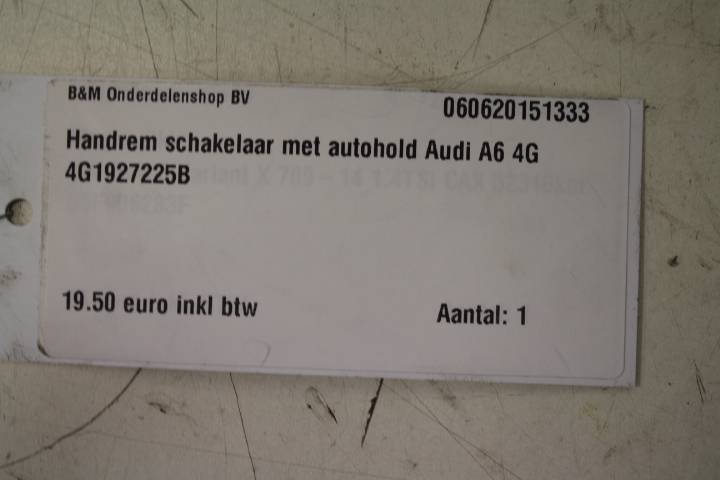 B&M Onderdelenshop BV
060620151333
Handrem schakelaar met autohold Audi A6 4G
4G1927225B
19.50 euro inkl btw
Aantal: 1